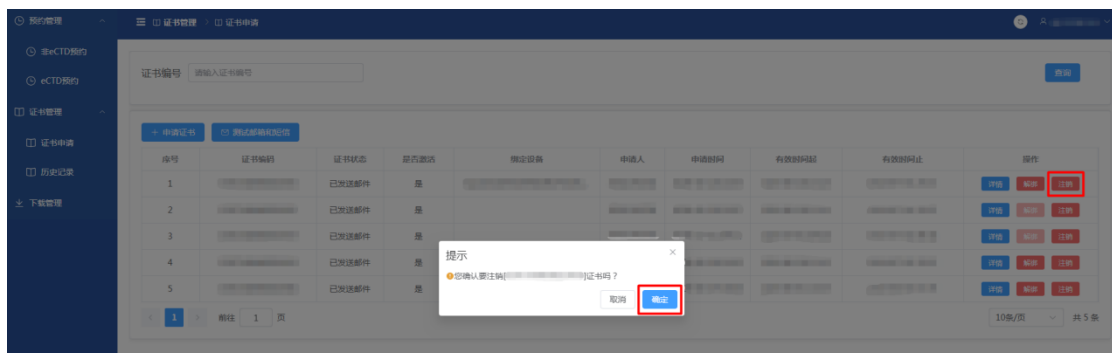 预约管理
证书管理 > 证书申请
非eCTD预约
eCTD预约
证书管理
证书申请
历史记录
下载管理
证书编号 请输入证书编号 查询
+ 申请证书 测试邮箱和短信
序号 证书编码 证书状态 是否激活 绑定设备 申请人 申请时间 有效时间起 有效时间止 操作
1 已发送邮件 是 详情 解绑 注销
2 已发送邮件 是 详情 解绑 注销
3 已发送邮件 是 详情 解绑 注销
4 已发送邮件 是 详情 解绑 注销
5 已发送邮件 是 详情 解绑 注销
提示
您确认要注销[ ]证书吗？
取消 确定
< 1 > 前往 1 页 10条/页 共 5 条